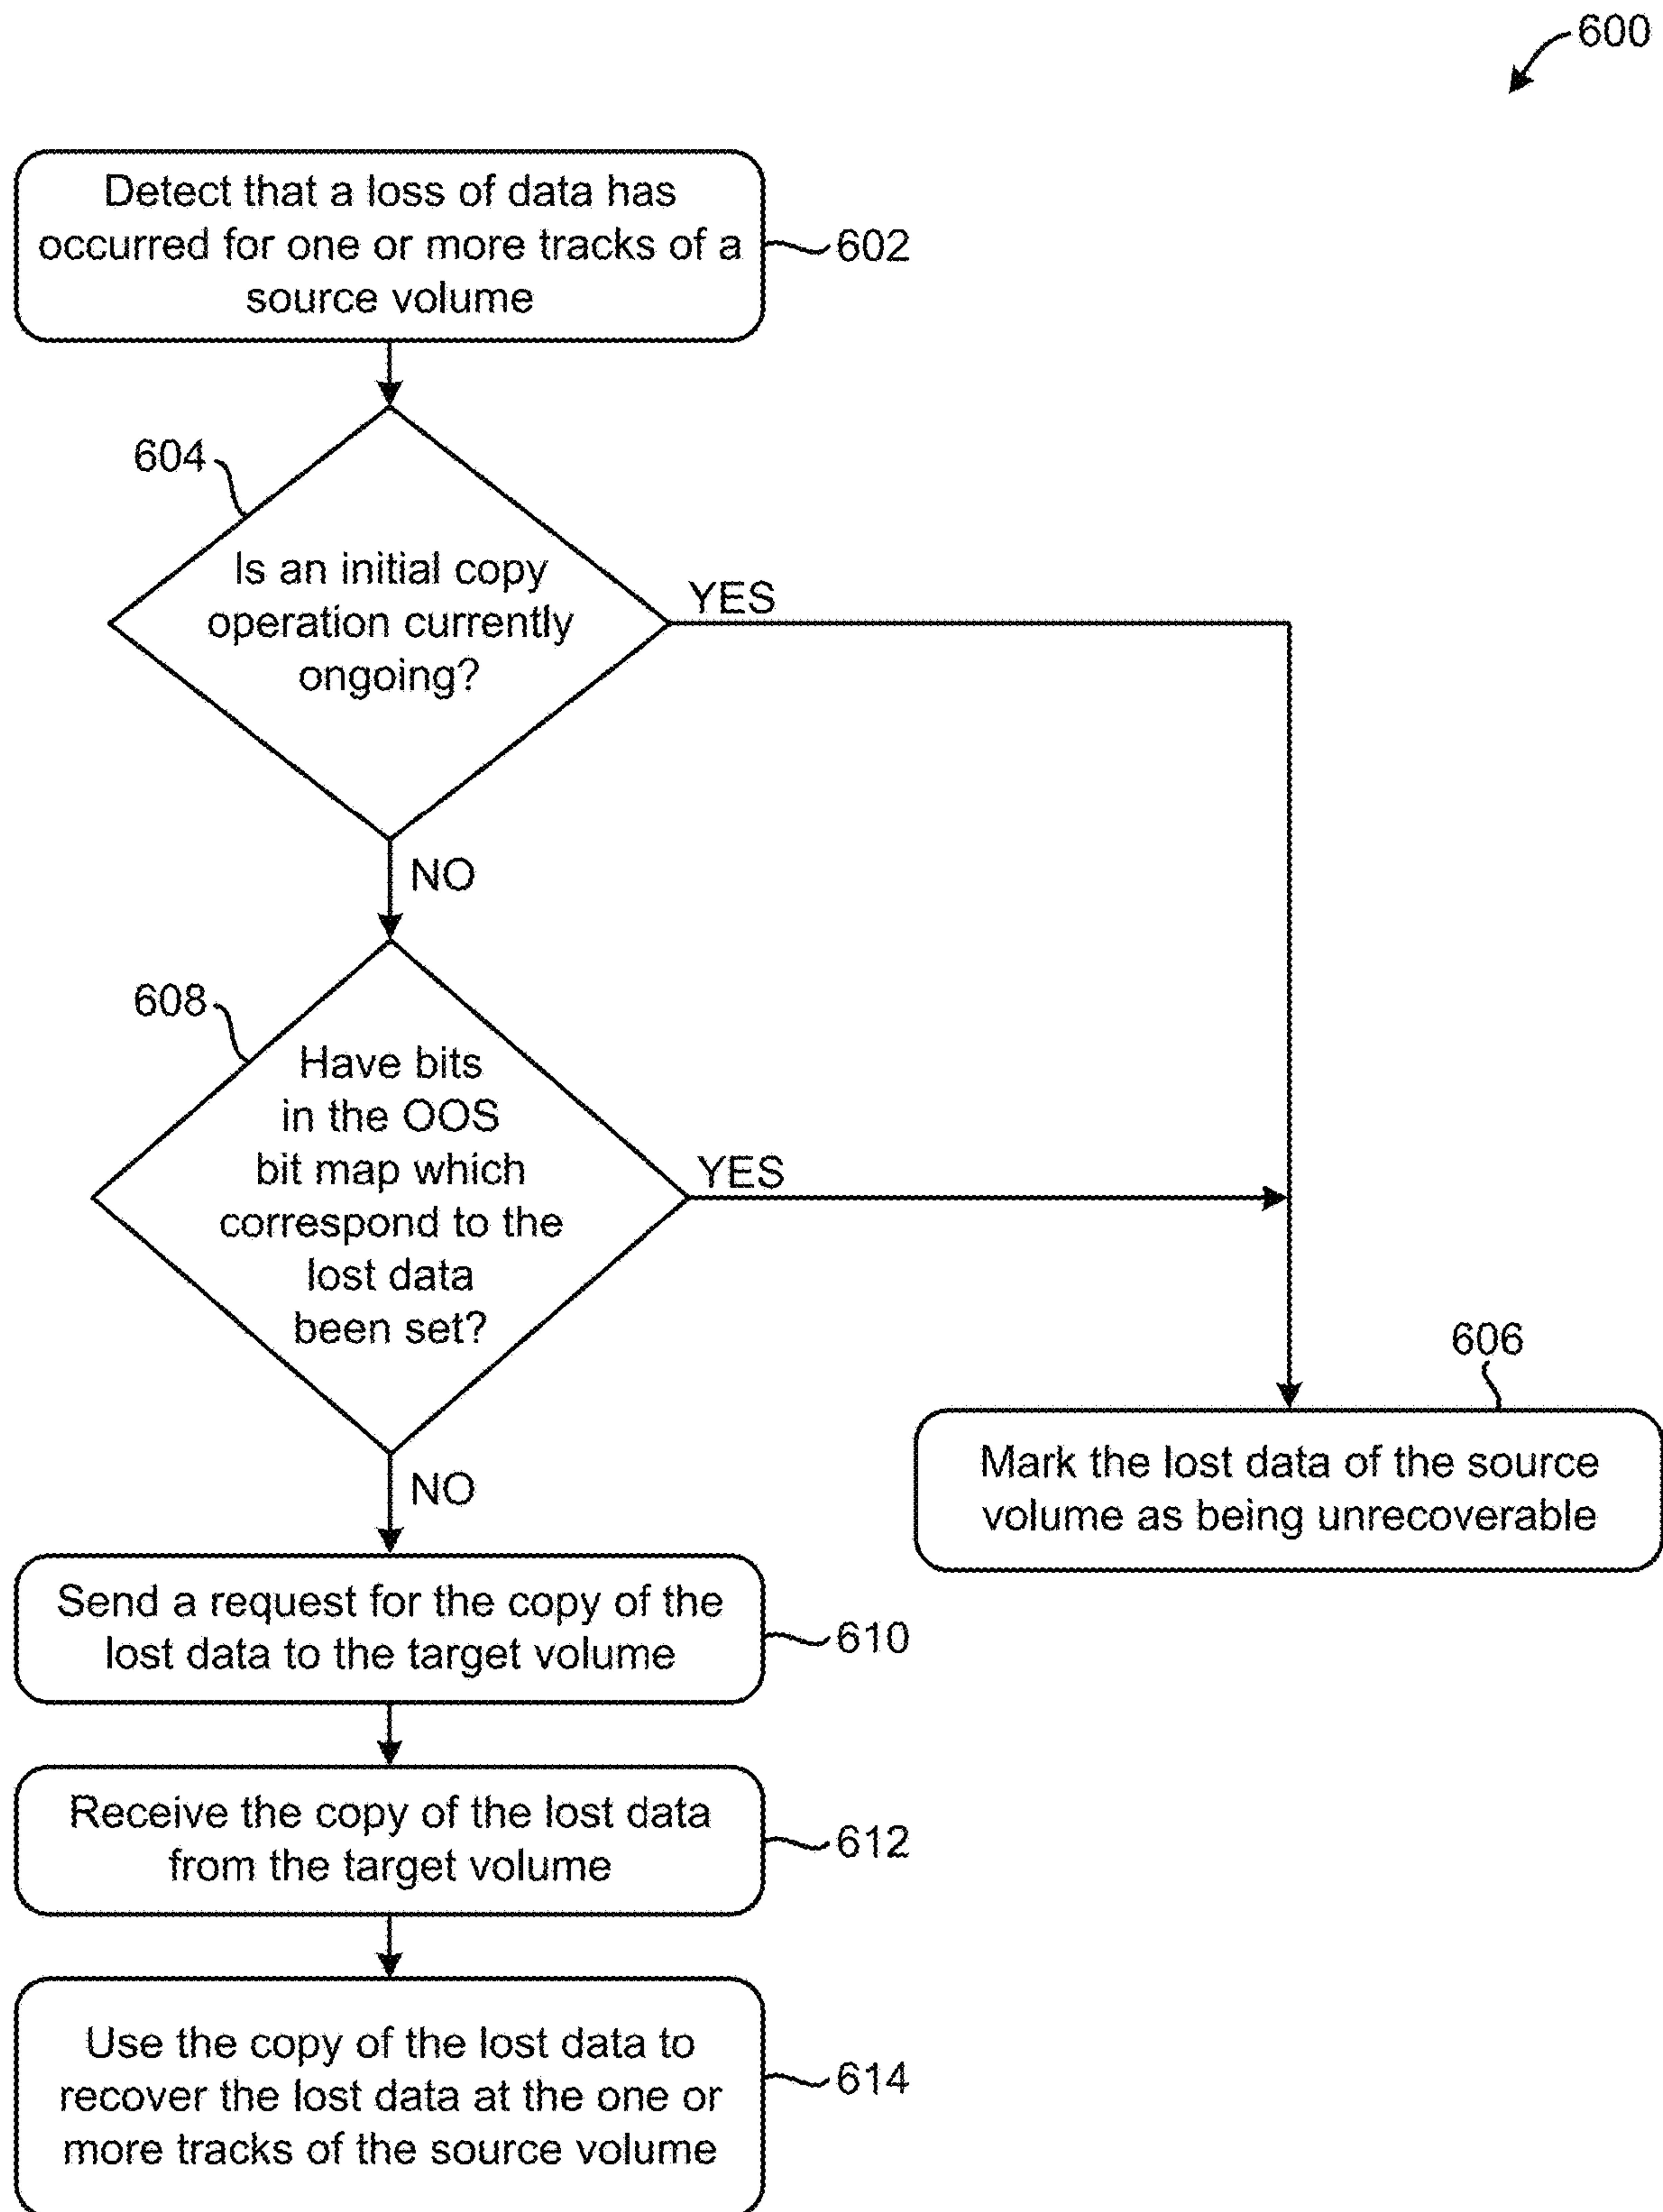 600
Detect that a loss of data has
occurred for one or more tracks of a
source volume
602
604
Is an initial copy
operation currently
ongoing?
YES
NO
608
Have bits
in the OOS
bit map which
correspond to the
lost data
been set?
YES
606
Mark the lost data of the source
volume as being unrecoverable
NO
Send a request for the copy of the
lost data to the target volume
610
Receive the copy of the lost data
from the target volume
612
Use the copy of the lost data to
recover the lost data at the one or
more tracks of the source volume
614